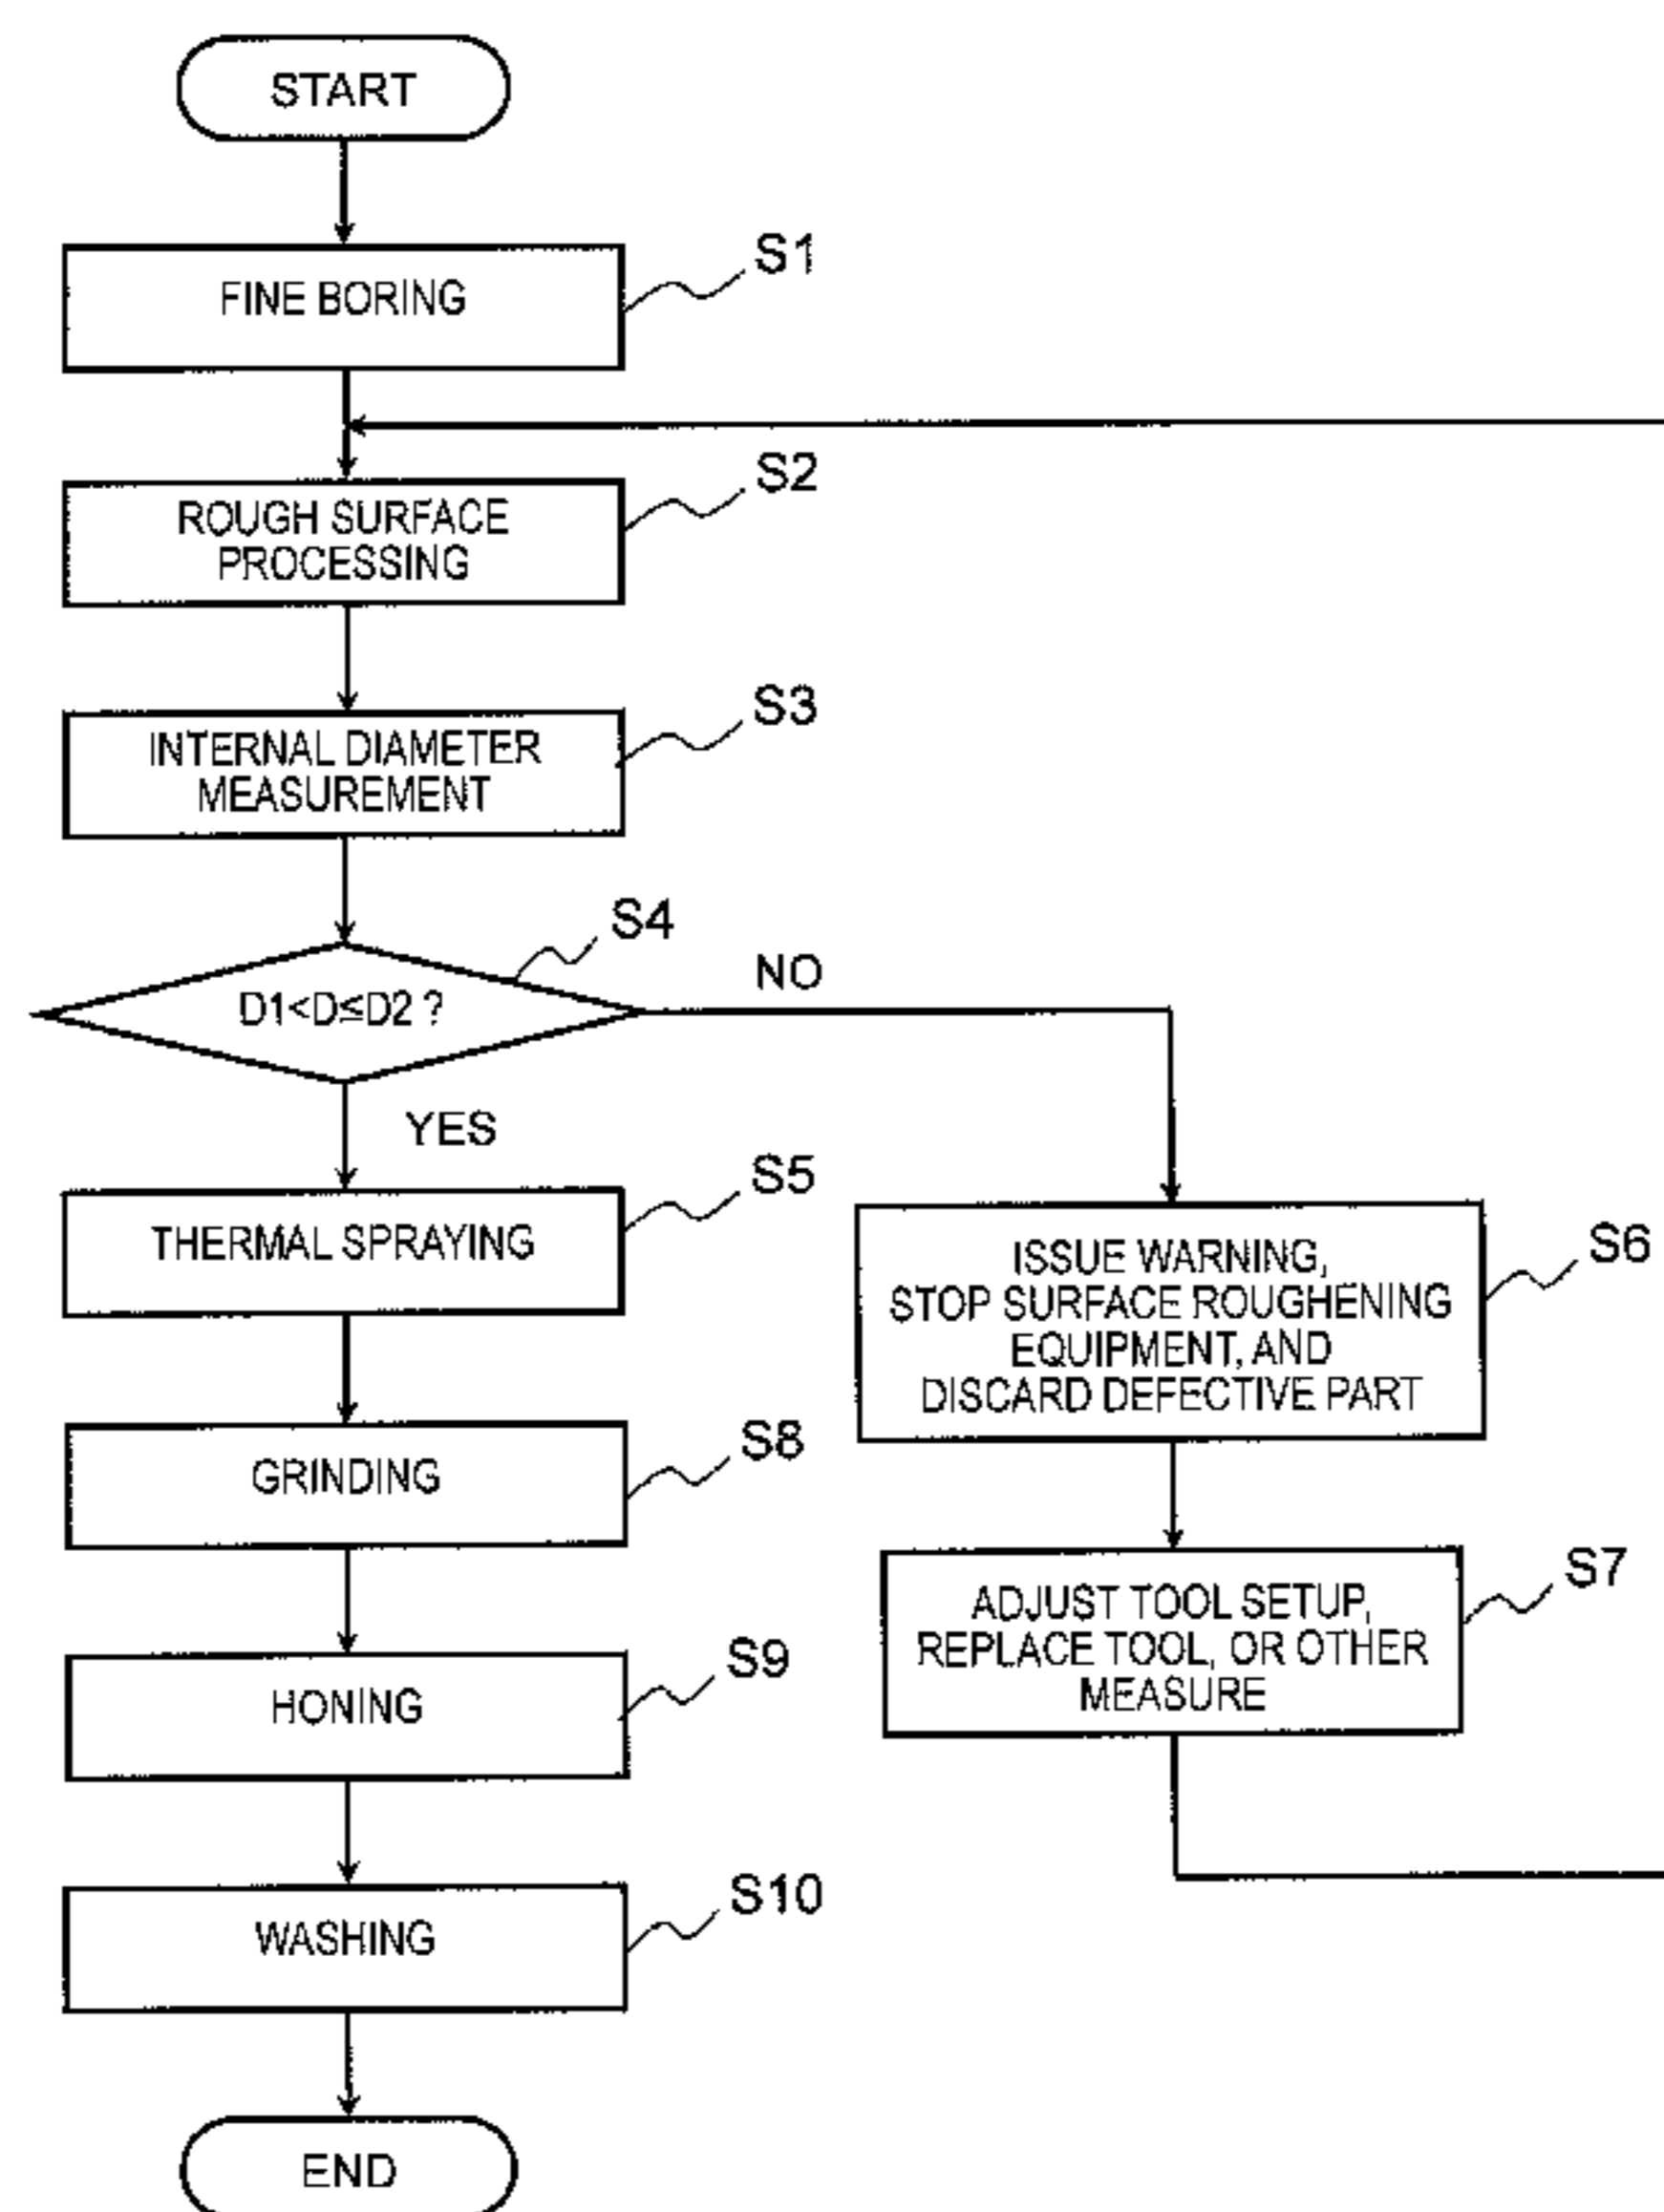 START
FINE BORING
S1
ROUGH SURFACE
PROCESSING
S2
INTERNAL DIAMETER
MEASUREMENT
S3
D1<D≦D2 ?
S4
NO
YES
THERMAL SPRAYING
S5
ISSUE WARNING,
STOP SURFACE ROUGHENING
EQUIPMENT, AND
DISCARD DEFECTIVE PART
S6
ADJUST TOOL SETUP,
REPLACE TOOL, OR OTHER
MEASURE
S7
GRINDING
S8
HONING
S9
WASHING
S10
END